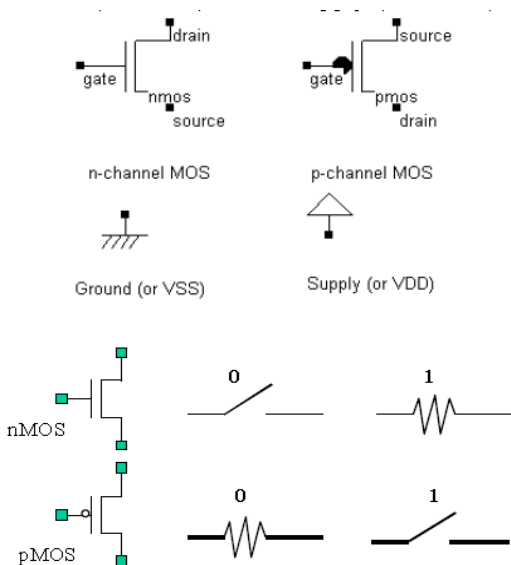 drain
source
gate
gate
nmos
pmos
source
drain
n-channel MOS
p-channel MOS
Ground (or VSS)
Supply (or VDD)
0
1
nMOS
0
1
pMOS